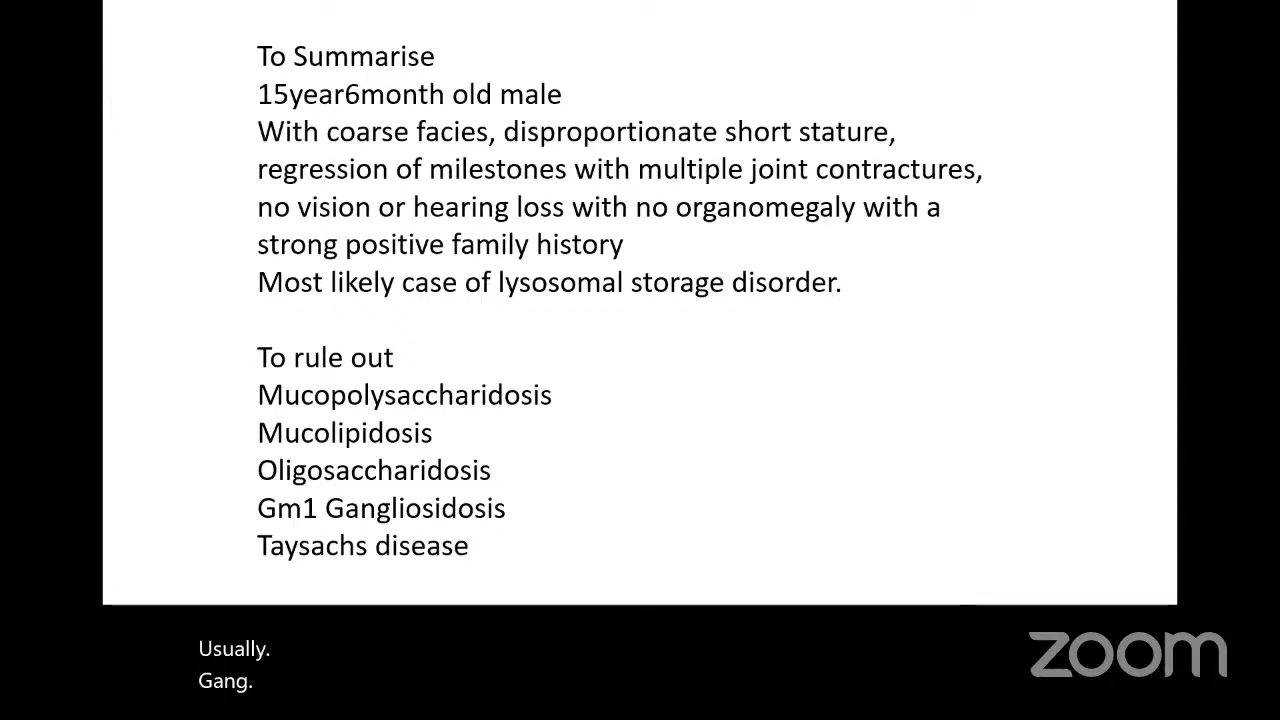 To Summarise
15year6month old male
With coarse facies, disproportionate short stature,
regression of milestones with multiple joint contractures,
no vision or hearing loss with no organomegaly with a
strong positive family history
Most likely case of lysosomal storage disorder.
To rule out
Mucopolysaccharidosis
Mucolipidosis
Oligosaccharidosis
Gm1 Gangliosidosis
Taysachs disease
Usually.
Gang.
zoom